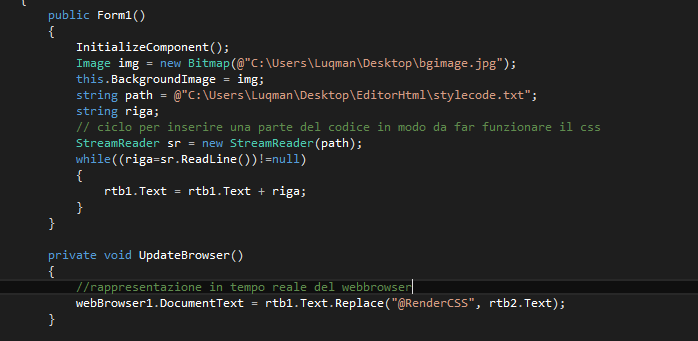 {
public Form1()
{
InitializeComponent();
Image img = new Bitmap(@"C:\Users\Luqman\Desktop\bgimage.jpg");
this.BackgroundImage = img;
string path = @"C:\Users\Luqman\Desktop\EditorHtml\stylecode.txt";
string riga;
// ciclo per inserire una parte del codice in modo da far funzionare il css
StreamReader sr = new StreamReader(path);
while((riga=sr.ReadLine())!=null)
{
rtb1.Text = rtb1.Text + riga;
}
}
private void UpdateBrowser()
{
//rappresentazione in tempo reale del webbrowser
webBrowser1.DocumentText = rtb1.Text.Replace("@RenderCSS", rtb2.Text);
}